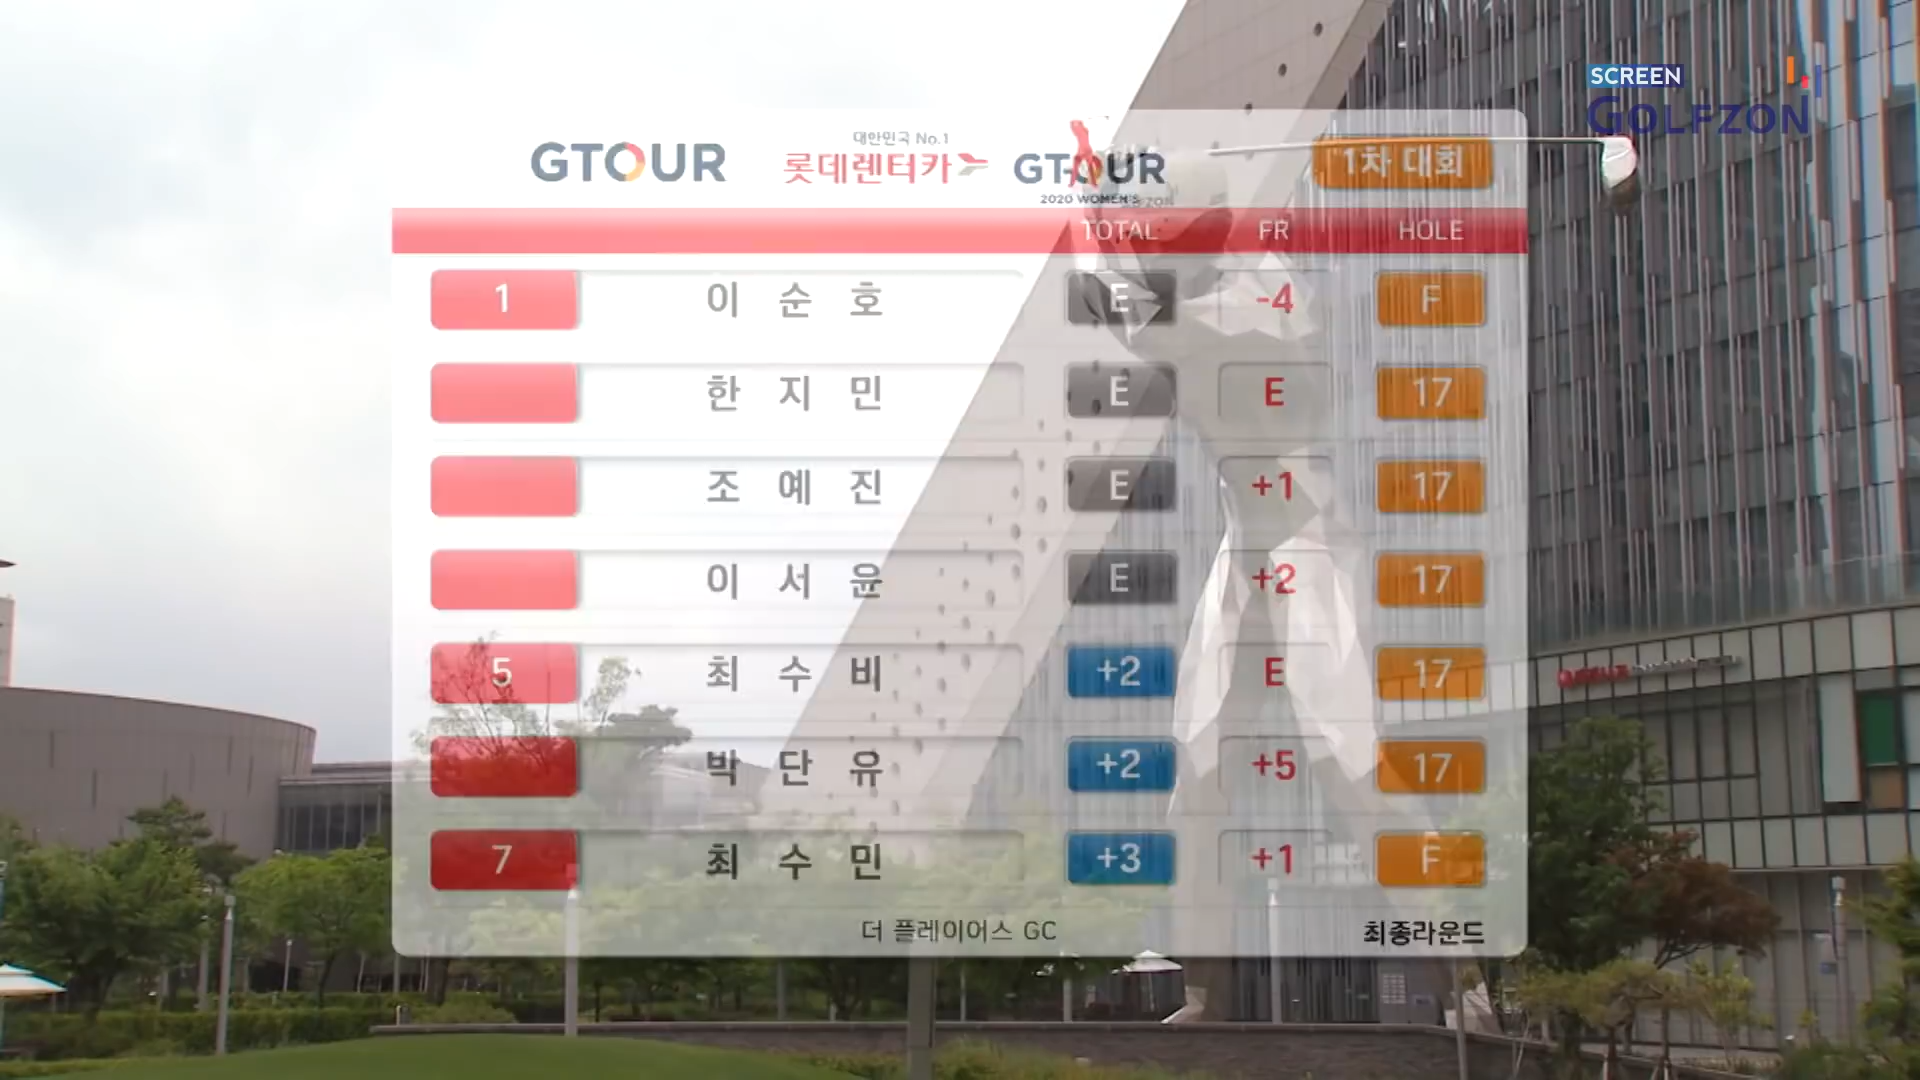 SCREEN
GOLFZON
GTOUR
대한민국 No.1
롯데렌터카
GTOUR
2020 WOMEN'S
1차 대회
TOTAL FR HOLE
1 이순호 E -4 F
한지민 E E 17
조예진 E +1 17
이서윤 E +2 17
5 최수비 +2 E 17
박단유 +2 +5 17
7 최수민 +3 +1 F
더 플레이어스 GC
최종라운드